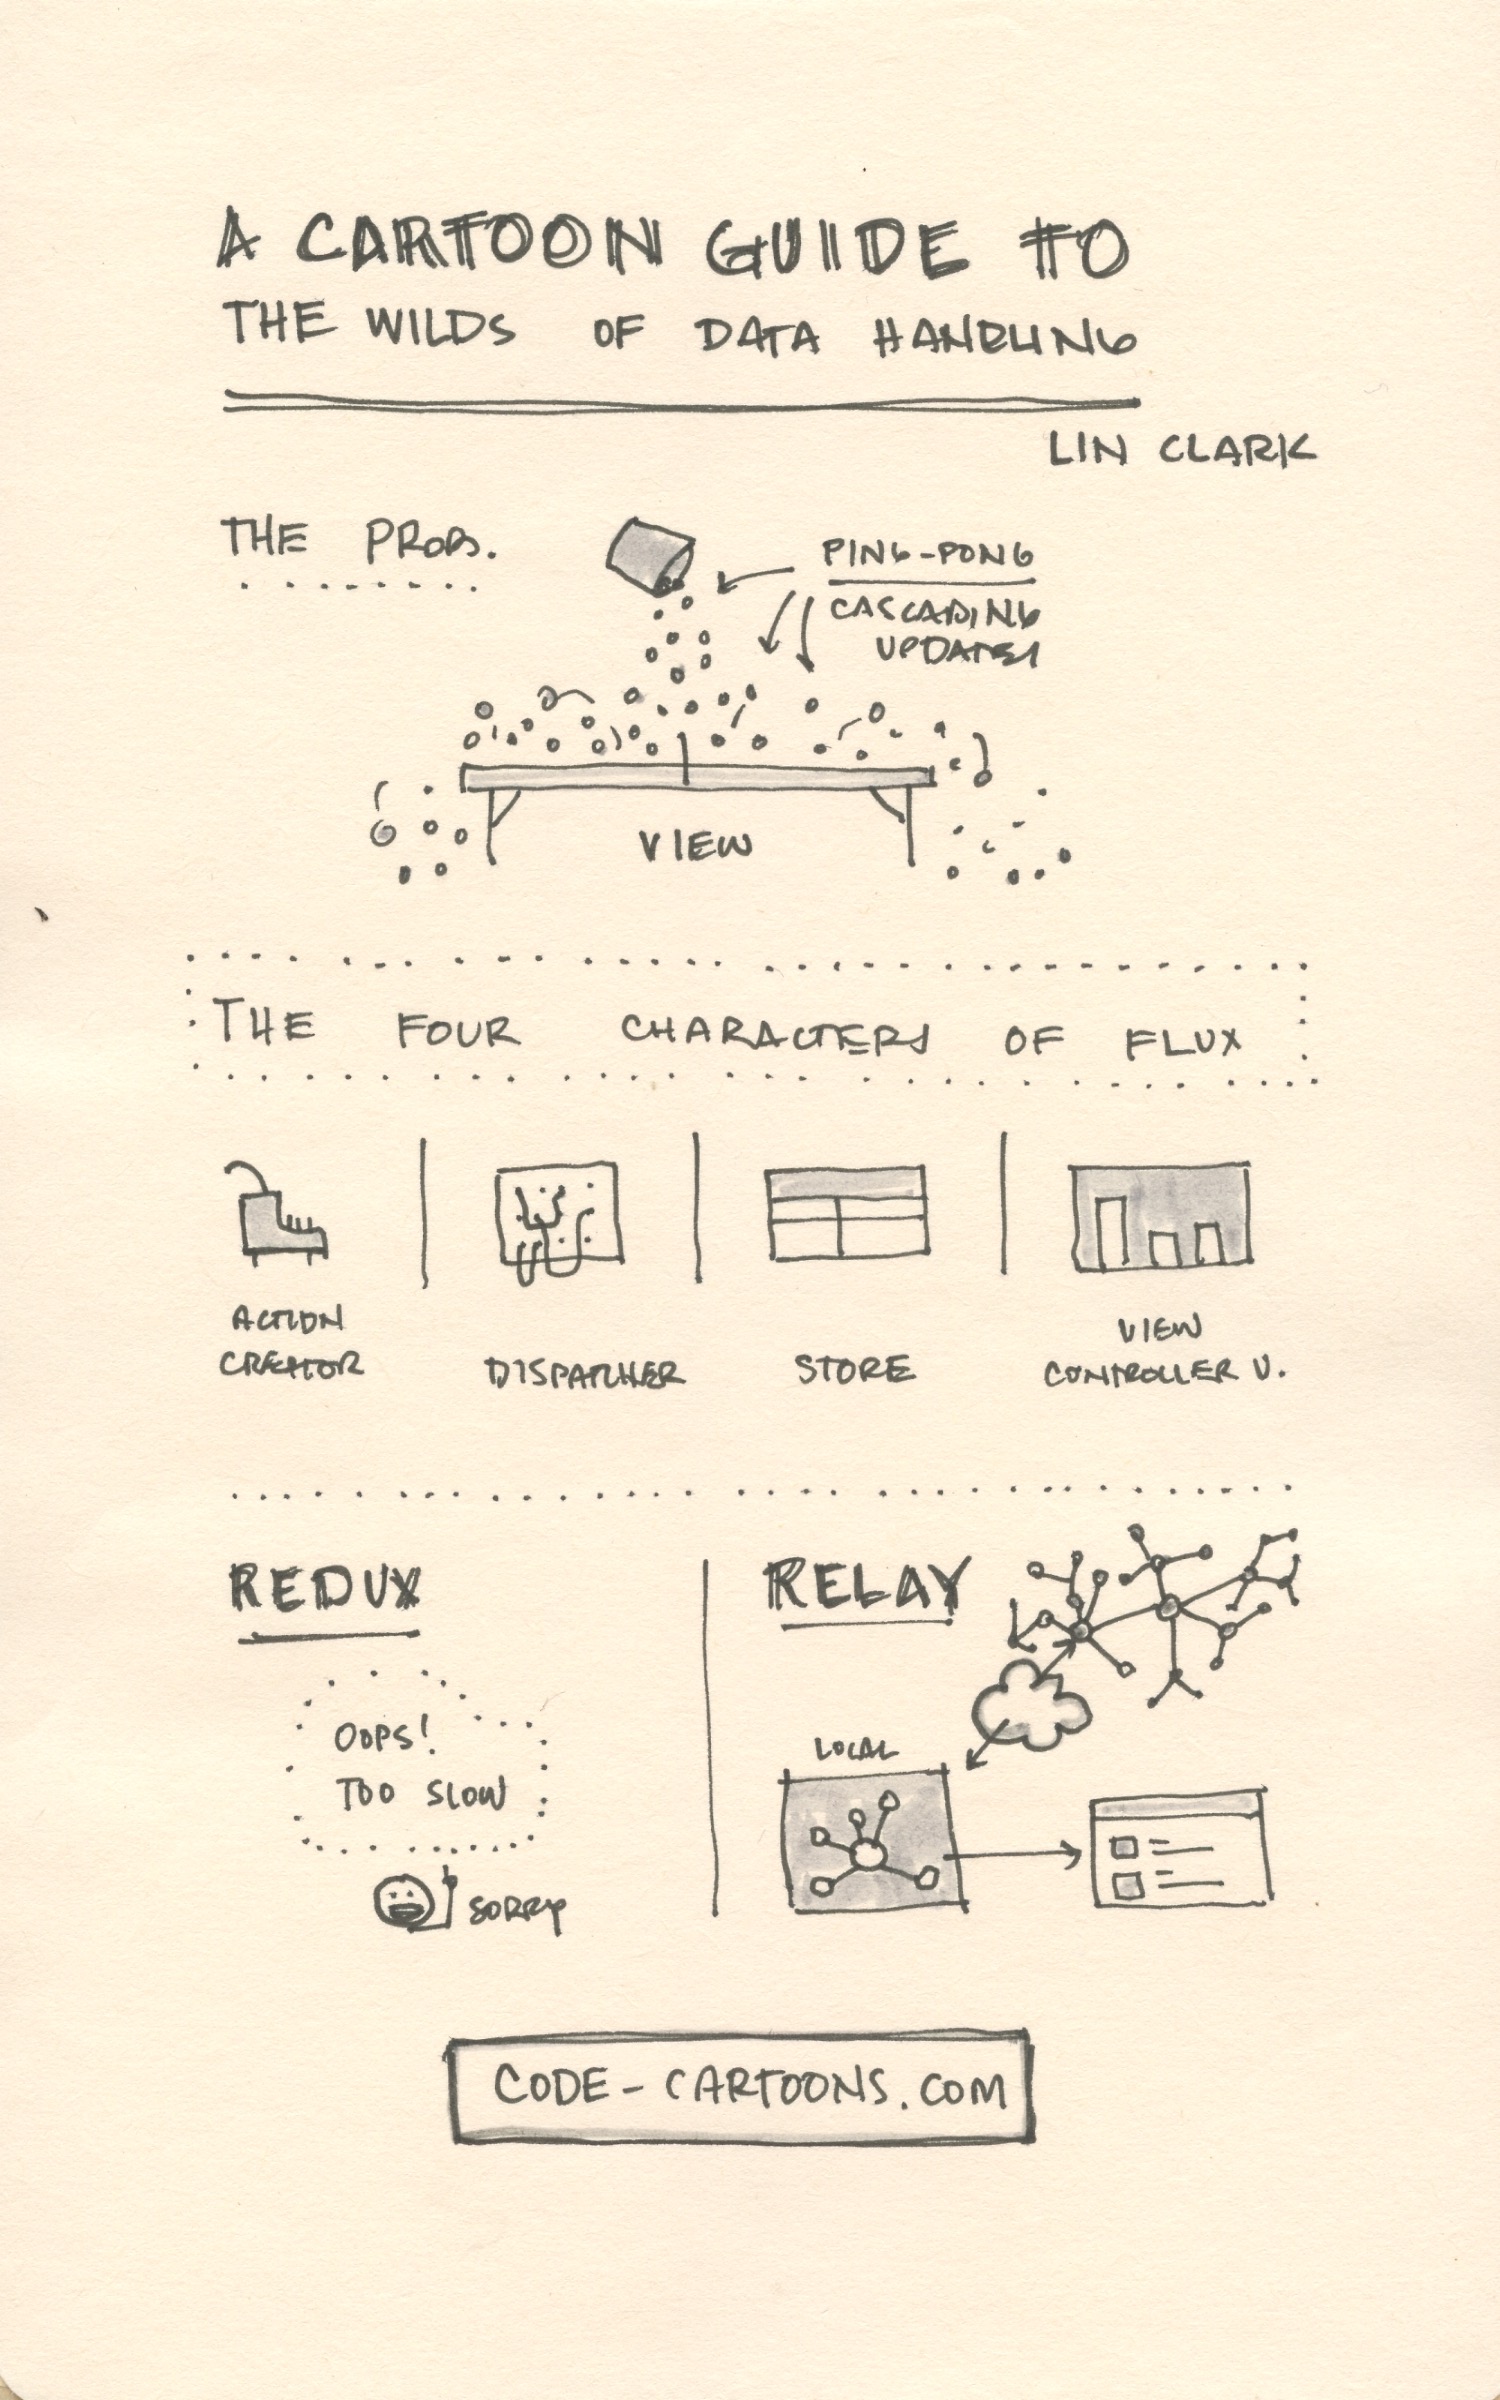 A CARTOON GUIDE TO
THE WILDS OF DATA HANDLING
LIN CLARK
THE PROB.
PING-PONG
CASCADING
UPDATES
VIEW
THE FOUR CHARACTERS OF FLUX
ACTION
CREATOR
DISPATCHER
STORE
VIEW
CONTROLLER V.
REDUX
OOPS!
TOO SLOW
SORRY
RELAY
LOCAL
CODE-CARTOONS.COM